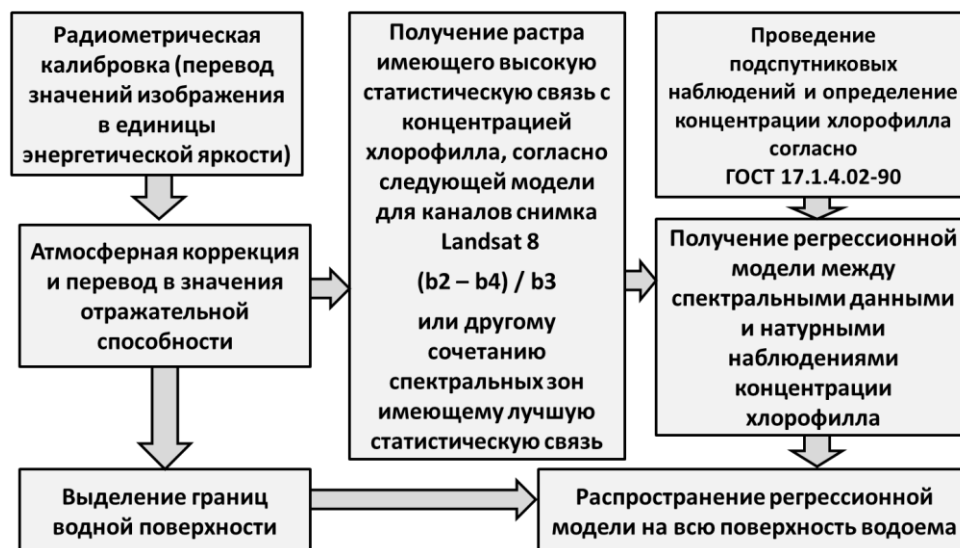 Радиометрическая
калибровка (перевод
значений изображения
в единицы
энергетической яркости)
Атмосферная коррекция
и перевод в значения
отражательной
способности
Выделение границ
водной поверхности
Получение растра
имеющего высокую
статистическую связь с
концентрацией
хлорофилла, согласно
следующей модели
для каналов снимка
Landsat 8
(b2 – b4) / b3
или другому
сочетанию
спектральных зон
имеющему лучшую
статистическую связь
Проведение
подспутниковых
наблюдений и определение
концентрации хлорофилла
согласно
ГОСТ 17.1.4.02-90
Получение регрессионной
модели между
спектральными данными
и натурными
наблюдениями
концентрации
хлорофилла
Распространение регрессионной
модели на всю поверхность водоема